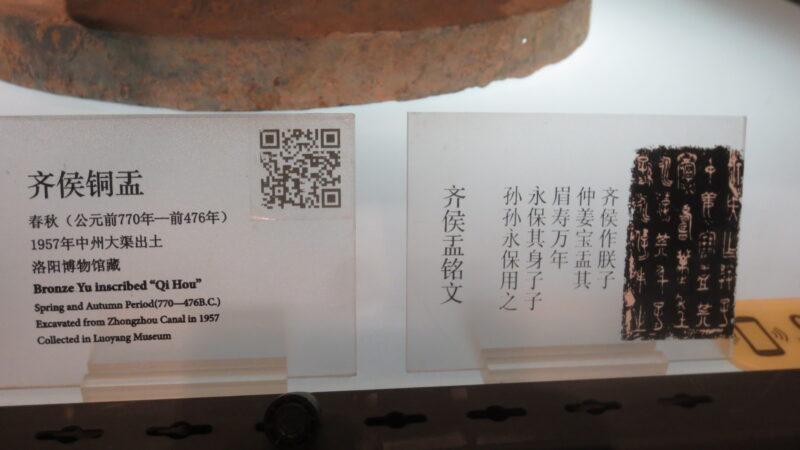 齐侯铜盂
春秋（公元前770年—前476年）
1957年中州大渠出土
洛阳博物馆藏
Bronze Yu inscribed “Qi Hou”
Spring and Autumn Period(770—476B.C.)
Excavated from Zhongzhou Canal in 1957
Collected in Luoyang Museum
齐侯作朕子
仲姜宝盂其
眉寿万年
永保其身子子
孙孙永保用之
齐侯盂铭文